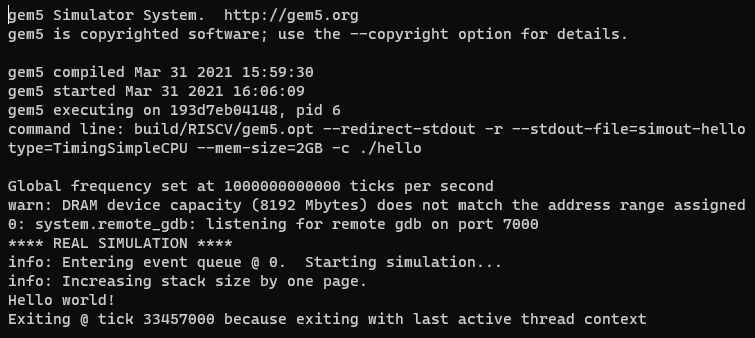 gem5 Simulator System.  http://gem5.org
gem5 is copyrighted software; use the --copyright option for details.
gem5 compiled Mar 31 2021 15:59:30
gem5 started Mar 31 2021 16:06:09
gem5 executing on 193d7eb04148, pid 6
command line: build/RISCV/gem5.opt --redirect-stdout -r --stdout-file=simout-hello
type=TimingSimpleCPU --mem-size=2GB -c ./hello
Global frequency set at 1000000000000 ticks per second
warn: DRAM device capacity (8192 Mbytes) does not match the address range assigned
0: system.remote_gdb: listening for remote gdb on port 7000
**** REAL SIMULATION ****
info: Entering event queue @ 0.  Starting simulation...
info: Increasing stack size by one page.
Hello world!
Exiting @ tick 33457000 because exiting with last active thread context